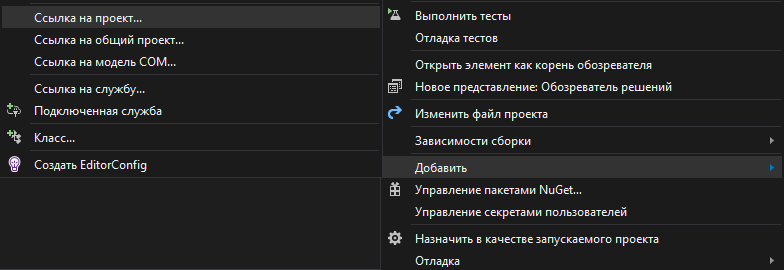 Ссылка на проект...
Ссылка на общий проект...
Ссылка на модель COM...
Ссылка на службу...
Подключенная служба
Класс...
Создать EditorConfig
Выполнить тесты
Отладка тестов
Открыть элемент как корень обозревателя
Новое представление: Обозреватель решений
Изменить файл проекта
Зависимости сборки
Добавить
Управление пакетами NuGet...
Управление секретами пользователей
Назначить в качестве запускаемого проекта
Отладка